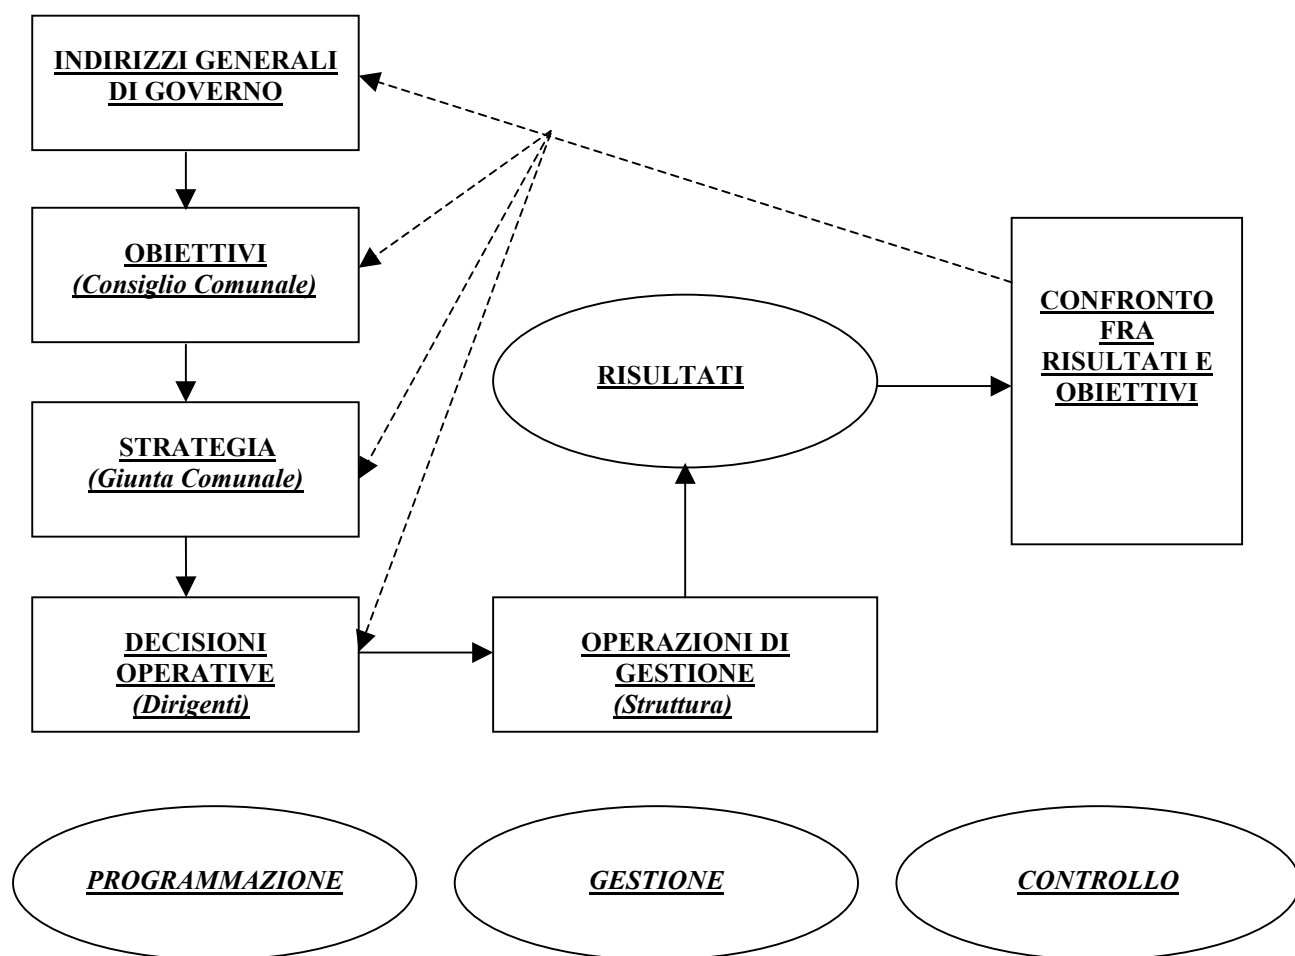 INDIRIZZI GENERALI
DI GOVERNO
OBIETTIVI
(Consiglio Comunale)
STRATEGIA
(Giunta Comunale)
DECISIONI
OPERATIVE
(Dirigenti)
OPERAZIONI DI
GESTIONE
(Struttura)
RISULTATI
CONFRONTO
FRA
RISULTATI E
OBIETTIVI
PROGRAMMAZIONE
GESTIONE
CONTROLLO